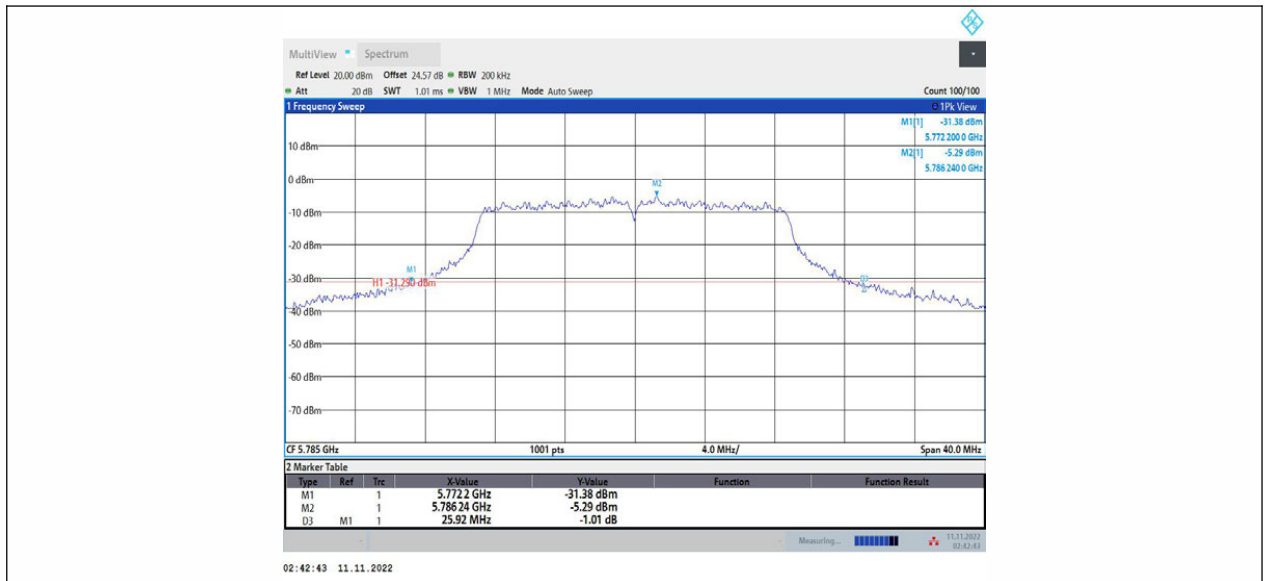 MultiView Spectrum
Ref Level 20.00 dBm Offset 24.57 dB RBW 200 kHz
Att 20 dB SWT 1.01 ms VBW 1 MHz Mode Auto Sweep Count 100/100
1 Frequency Sweep 1Pk View
M1[1] -31.38 dBm
5.772 200 0 GHz
M2[1] -5.29 dBm
5.786 240 0 GHz
10 dBm
0 dBm
M2
-10 dBm
-20 dBm
M1
D3
-30 dBm
H1 -31.290 dBm
-40 dBm
-50 dBm
-60 dBm
-70 dBm
CF 5.785 GHz 1001 pts 4.0 MHz/ Span 40.0 MHz
2 Marker Table
Type Ref Trc X-Value Y-Value Function Function Result
M1 1 5.7722 GHz -31.38 dBm
M2 1 5.78624 GHz -5.29 dBm
D3 M1 1 25.92 MHz -1.01 dB
Measuring... 11.11.2022
02:42:43
02:42:43 11.11.2022